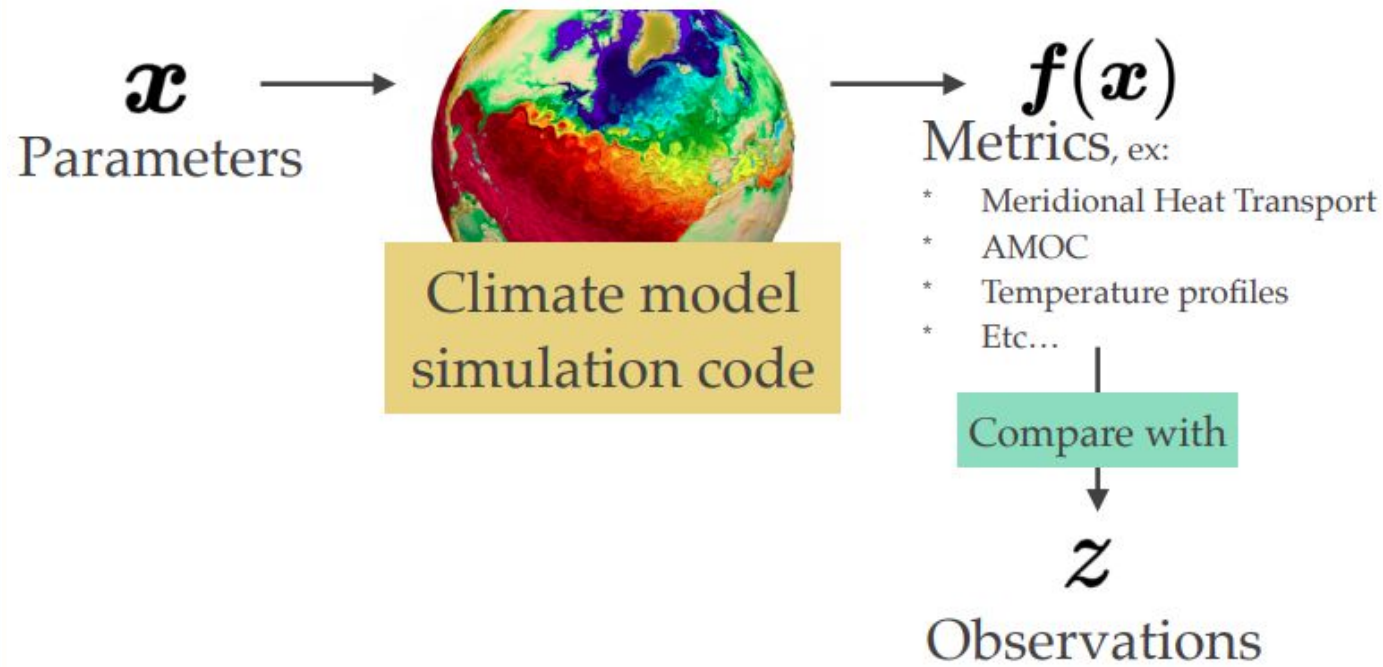 x
Parameters
Climate model
simulation code
f(x)
Metrics, ex:
* Meridional Heat Transport
* AMOC
* Temperature profiles
* Etc...
Compare with
z
Observations